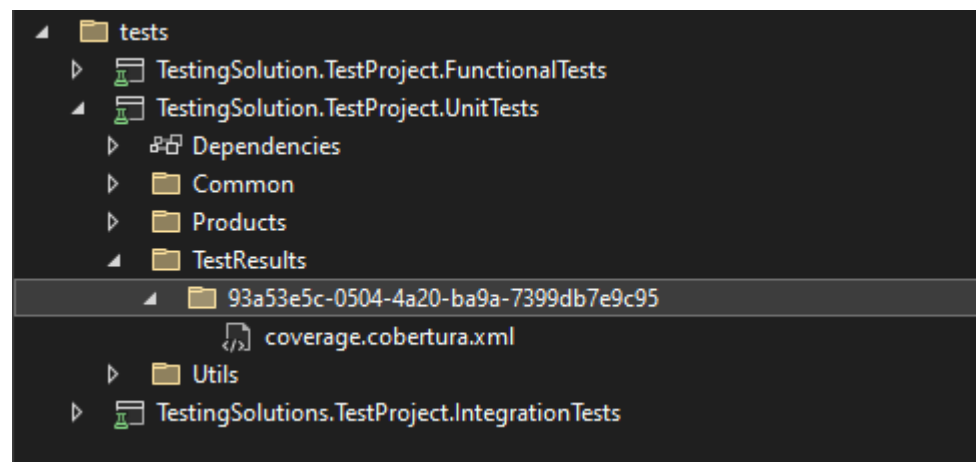 tests
TestingSolution.TestProject.FunctionalTests
TestingSolution.TestProject.UnitTests
Dependencies
Common
Products
TestResults
93a53e5c-0504-4a20-ba9a-7399db7e9c95
coverage.cobertura.xml
Utils
TestingSolutions.TestProject.IntegrationTests